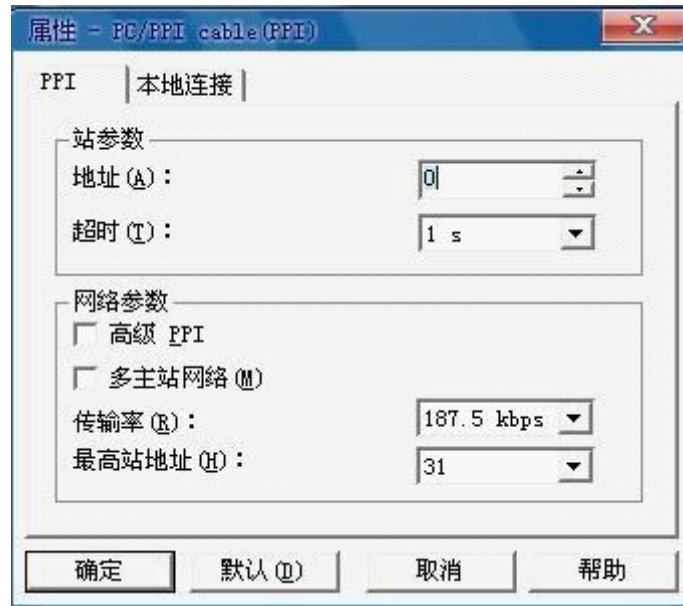 属性 - PC/PPI cable(PPI)
PPI 本地连接
站参数
地址(A)： 0
超时(T)： 1 s
网络参数
高级 PPI
多主站网络(M)
传输率(R)： 187.5 kbps
最高站地址(H)： 31
确定 默认(D) 取消 帮助